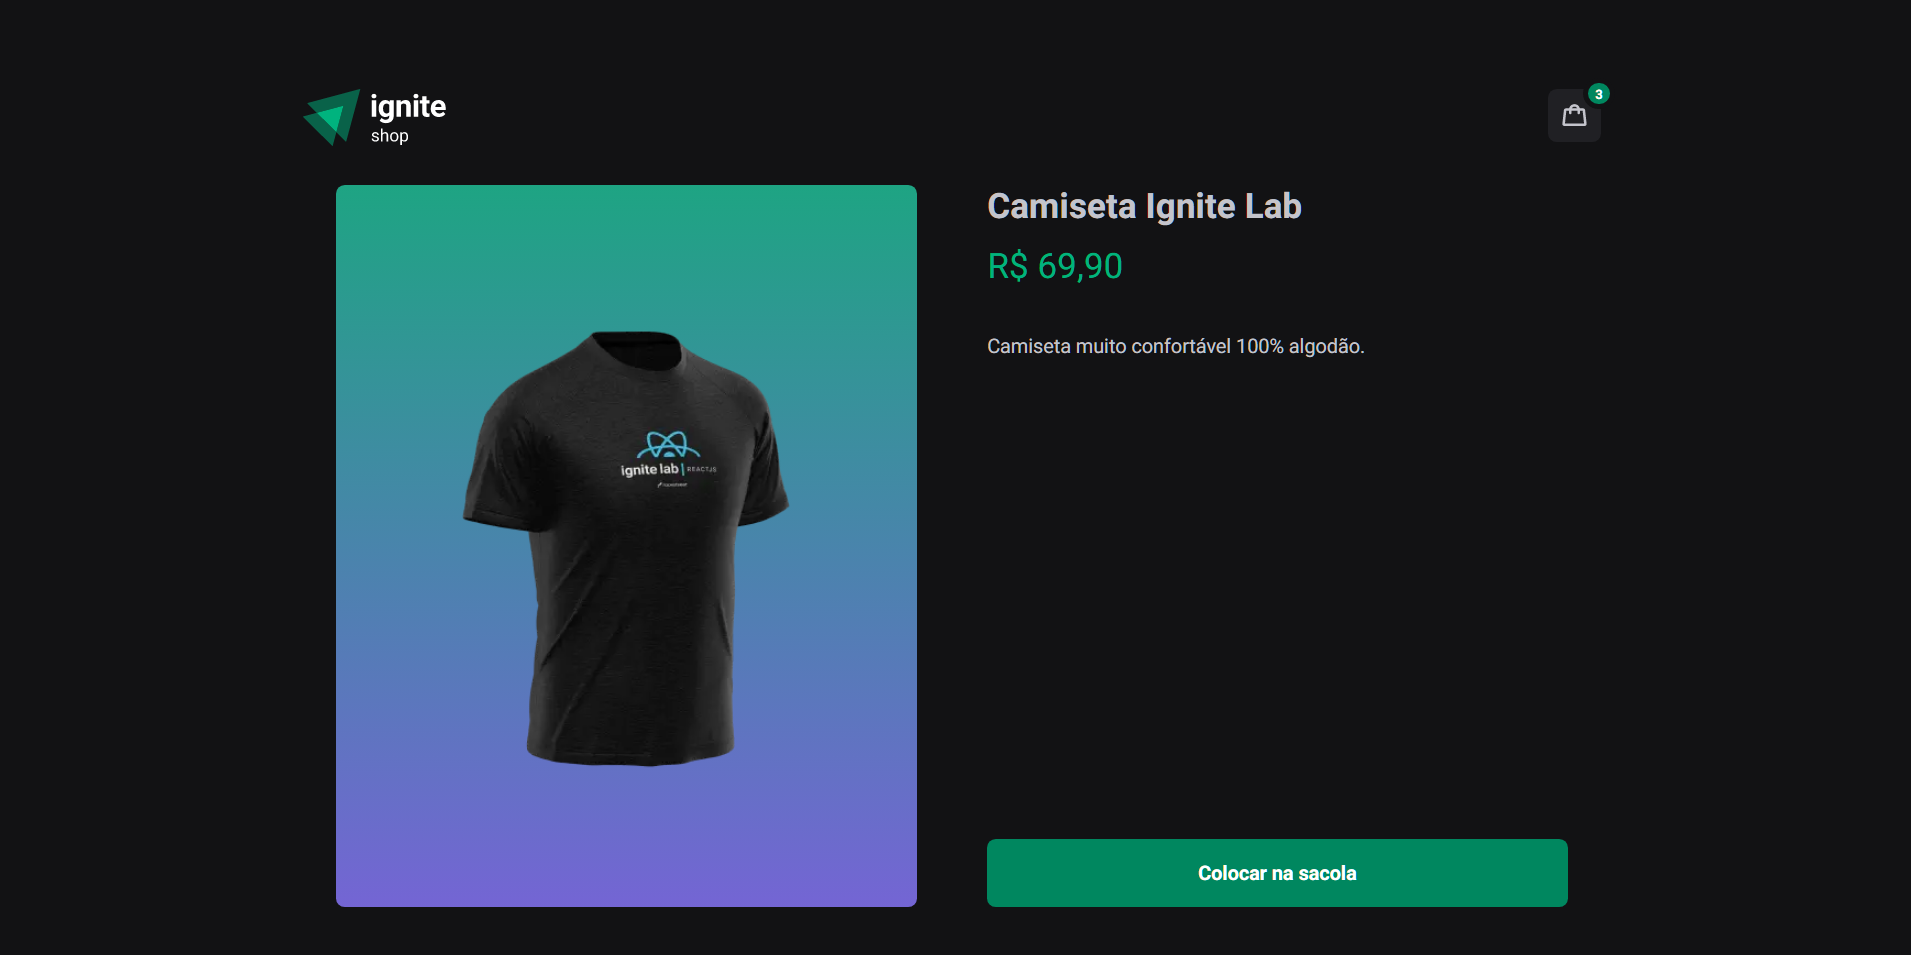 ignite
shop
3
Camiseta Ignite Lab
R$ 69,90
Camiseta muito confortável 100% algodão.
ignite lab | REACTJS
Colocar na sacola